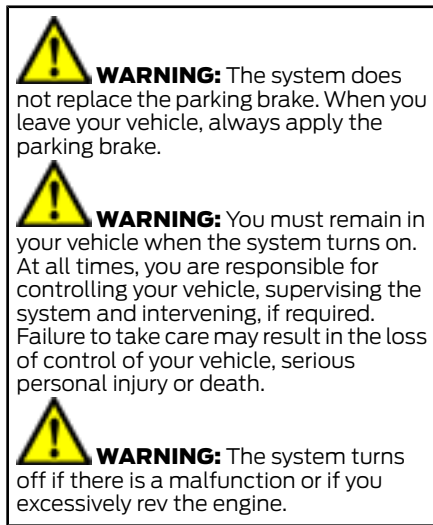 WARNING: The system does
not replace the parking brake. When you
leave your vehicle, always apply the
parking brake.
WARNING: You must remain in
your vehicle when the system turns on.
At all times, you are responsible for
controlling your vehicle, supervising the
system and intervening, if required.
Failure to take care may result in the loss
of control of your vehicle, serious
personal injury or death.
WARNING: The system turns
off if there is a malfunction or if you
excessively rev the engine.